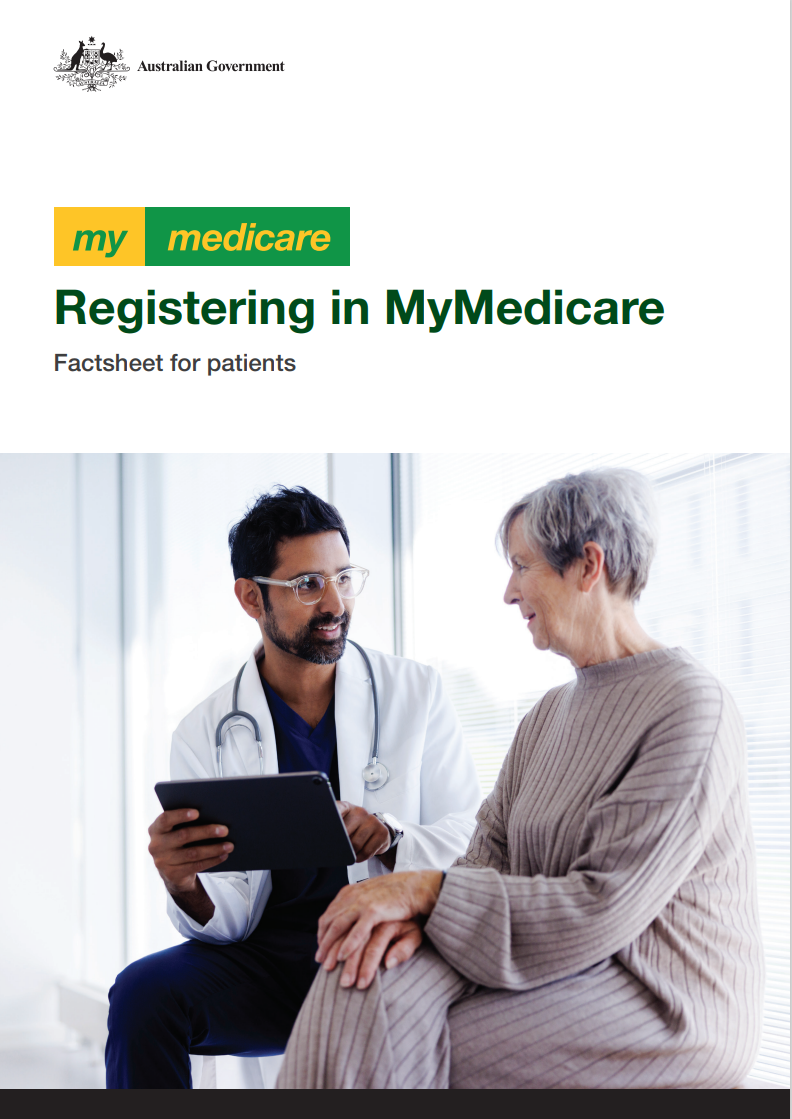 Australian Government
my medicare
Registering in MyMedicare
Factsheet for patients